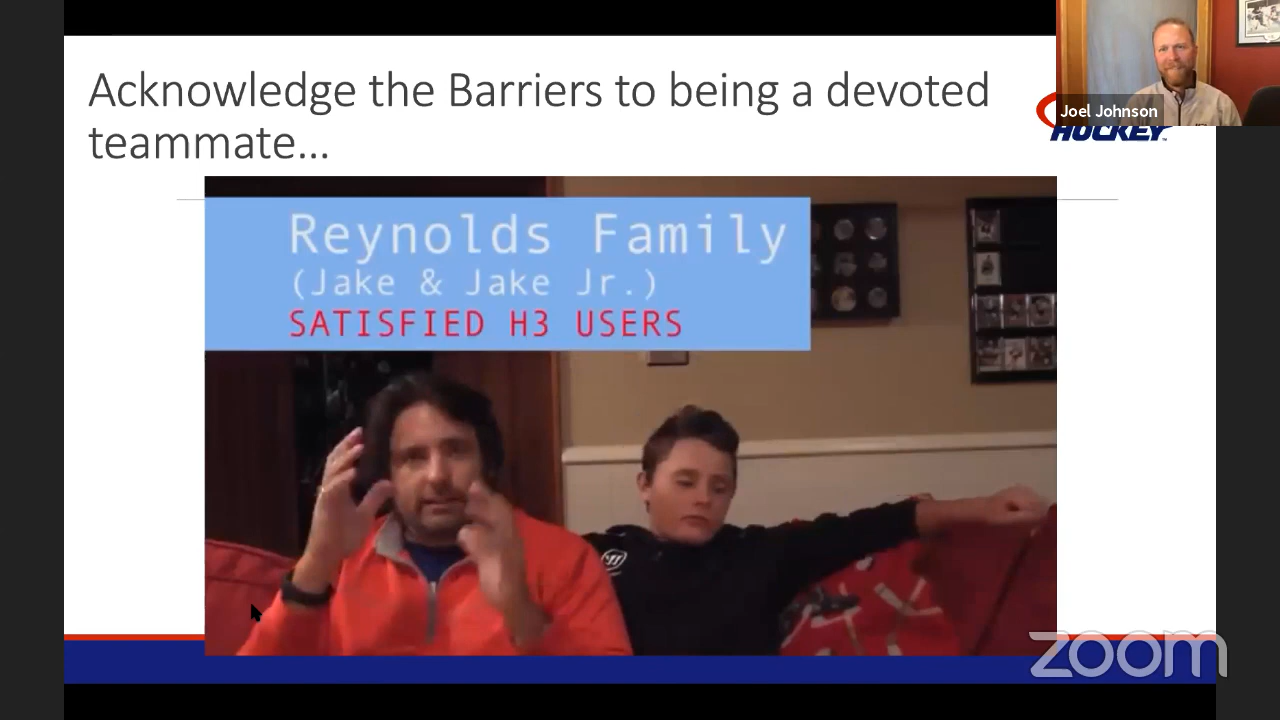 Acknowledge the Barriers to being a devoted
teammate...
Joel Johnson
HOCKEY
Reynolds Family
(Jake & Jake Jr.)
SATISFIED H3 USERS
zoom